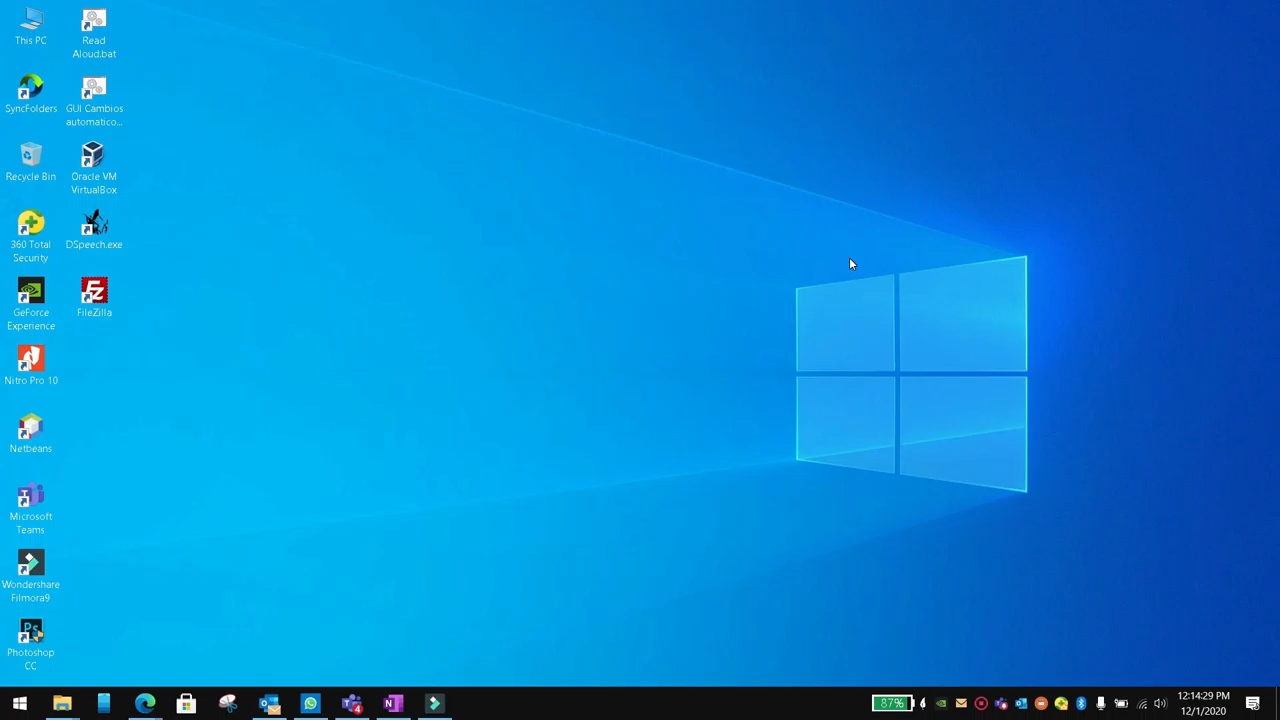 This PC
Read
Aloud.bat
SyncFolders
GUI Cambios
automatico...
Recycle Bin
Oracle VM
VirtualBox
360 Total
Security
DSpeech.exe
GeForce
Experience
FileZilla
Nitro Pro 10
Netbeans
Microsoft
Teams
Wondershare
Filmora9
Ps
Photoshop
CC
4
N
87%
12:14:29 PM
12/1/2020